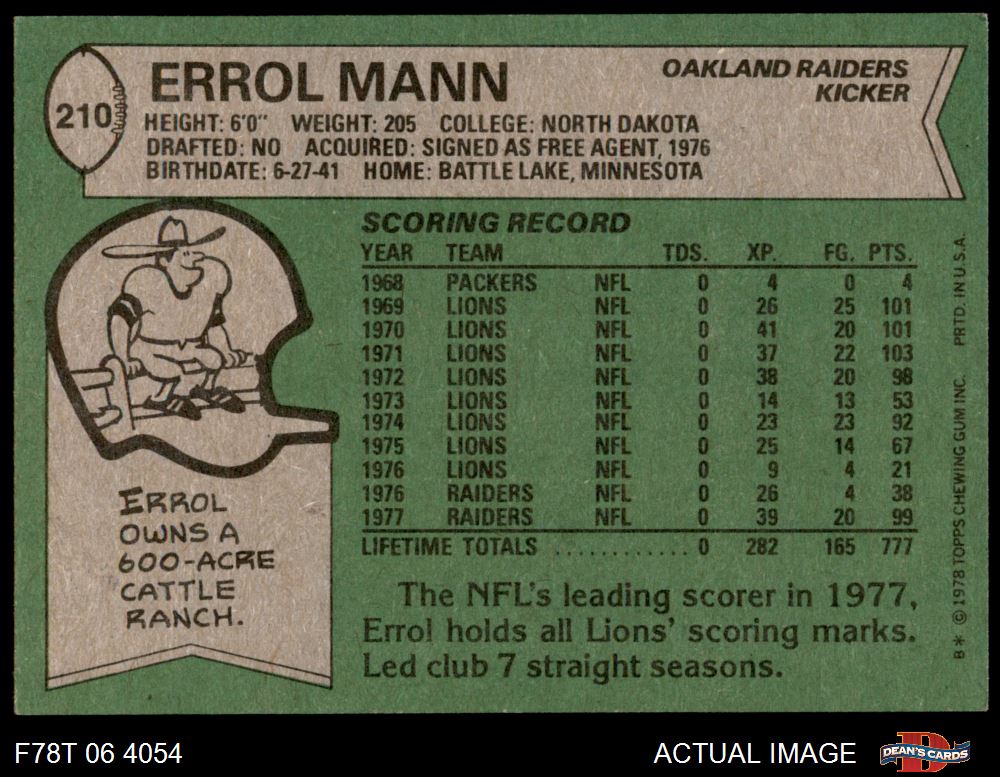 210
ERROL MANN
OAKLAND RAIDERS
KICKER
HEIGHT: 6'0" WEIGHT: 205 COLLEGE: NORTH DAKOTA
DRAFTED: NO ACQUIRED: SIGNED AS FREE AGENT, 1976
BIRTHDATE: 6-27-41 HOME: BATTLE LAKE, MINNESOTA
SCORING RECORD
YEAR TEAM TDS. XP. FG. PTS.
1968 PACKERS NFL 0 4 0 4
1969 LIONS NFL 0 26 25 101
1970 LIONS NFL 0 41 20 101
1971 LIONS NFL 0 37 22 103
1972 LIONS NFL 0 38 20 98
1973 LIONS NFL 0 14 13 53
1974 LIONS NFL 0 23 23 92
1975 LIONS NFL 0 25 14 67
1976 LIONS NFL 0 9 4 21
1976 RAIDERS NFL 0 26 4 38
1977 RAIDERS NFL 0 39 20 99
LIFETIME TOTALS ............ 0 282 165 777
ERROL
OWNS A
600-ACRE
CATTLE
RANCH.
The NFL's leading scorer in 1977,
Errol holds all Lions' scoring marks.
Led club 7 straight seasons.
B* © 1978 TOPPS CHEWING GUM INC. PRTD. IN U.S.A.
F78T 06 4054
ACTUAL IMAGE
D
DEAN'S CARDS